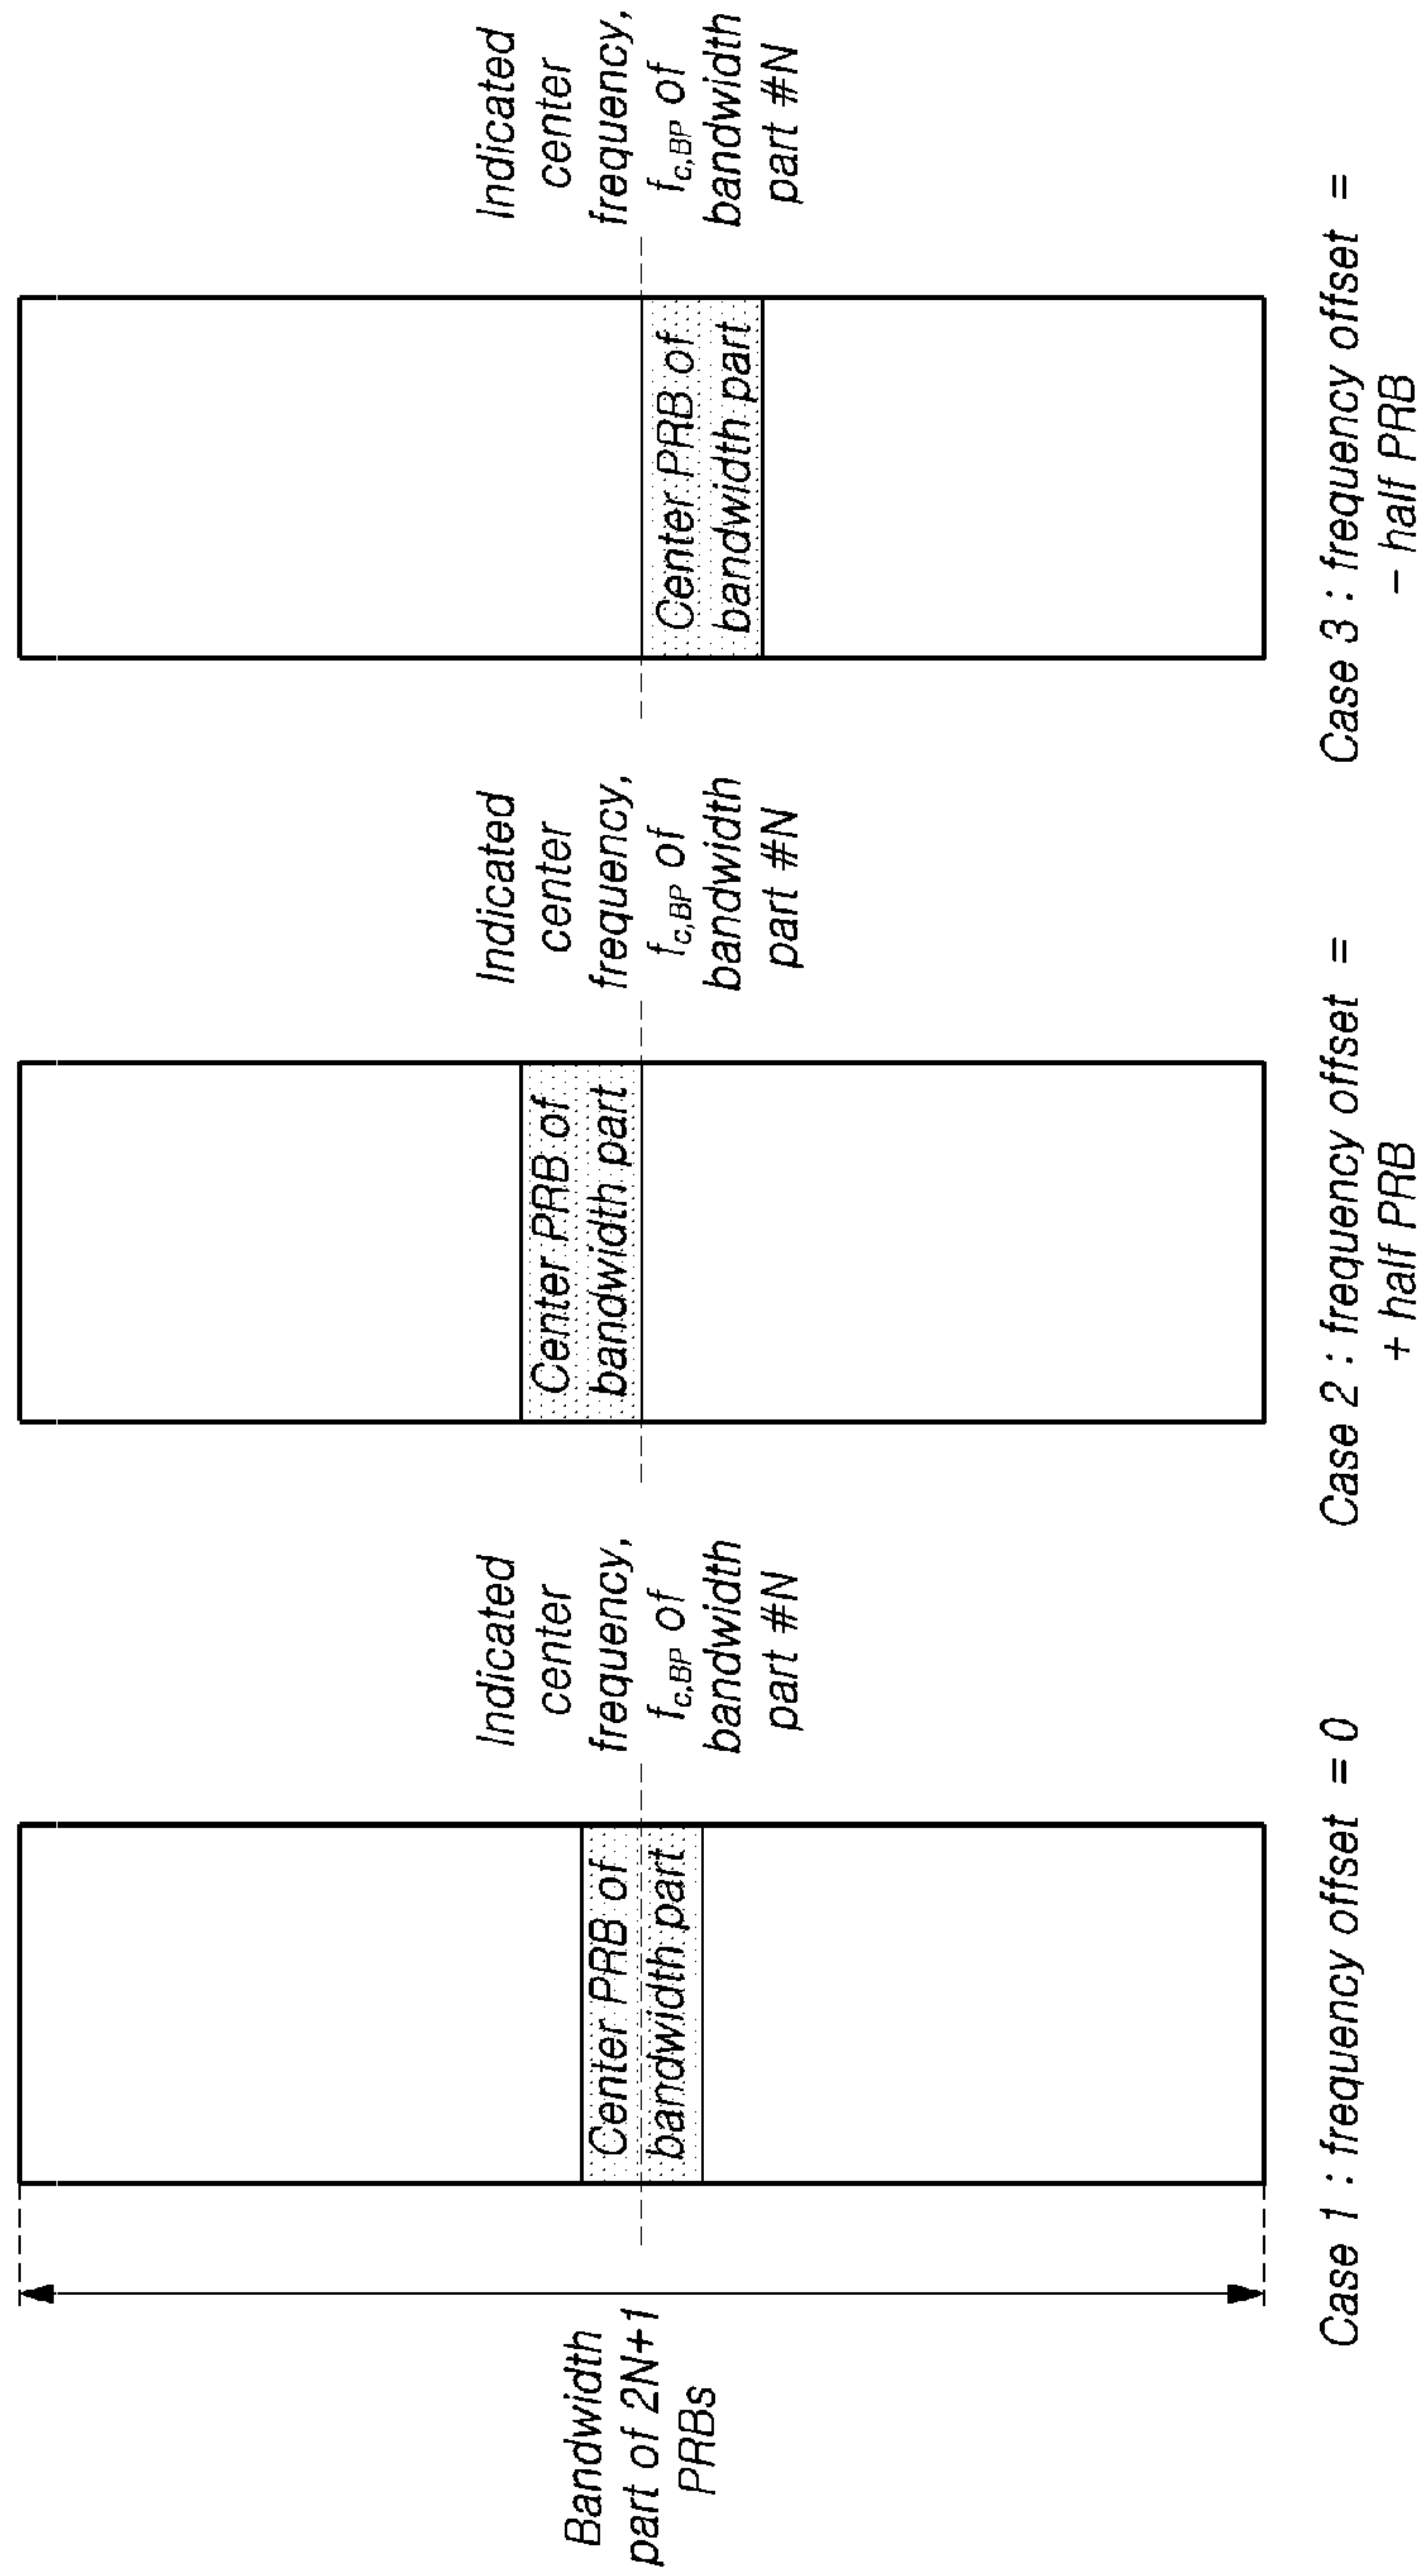 Bandwidth
part of 2N+1
PRBs
Center PRB of
bandwidth part
Indicated
center
frequency,
fc,BP of
bandwidth
part #N
Case 1 : frequency offset = 0
Center PRB of
bandwidth part
Indicated
center
frequency,
fc,BP of
bandwidth
part #N
Case 2 : frequency offset =
+ half PRB
Center PRB of
bandwidth part
Indicated
center
frequency,
fc,BP of
bandwidth
part #N
Case 3 : frequency offset =
− half PRB